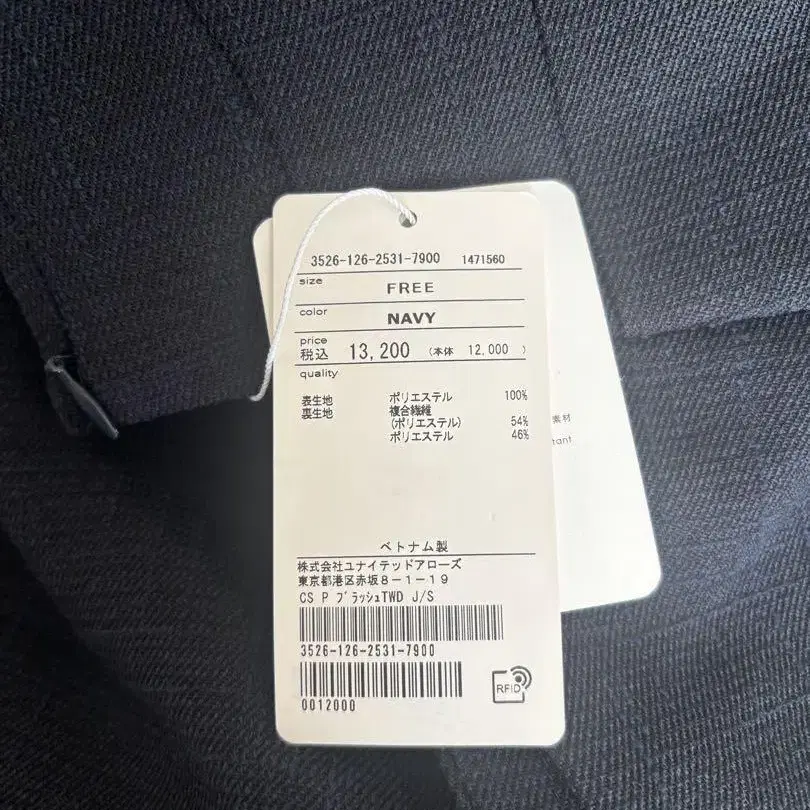 3526-126-2531-7900 1471560
size
FREE
color
NAVY
price
税込 13,200 (本体 12,000 )
quality
表生地 ポリエステル 100%
裏生地 複合繊維
(ポリエステル) 54%
ポリエステル 46%
素材
tant
ベトナム製
株式会社ユナイテッドアローズ
東京都港区赤坂8-1-19
CS P ブラッシュTWD J/S
3526-126-2531-7900
0012000
RFID